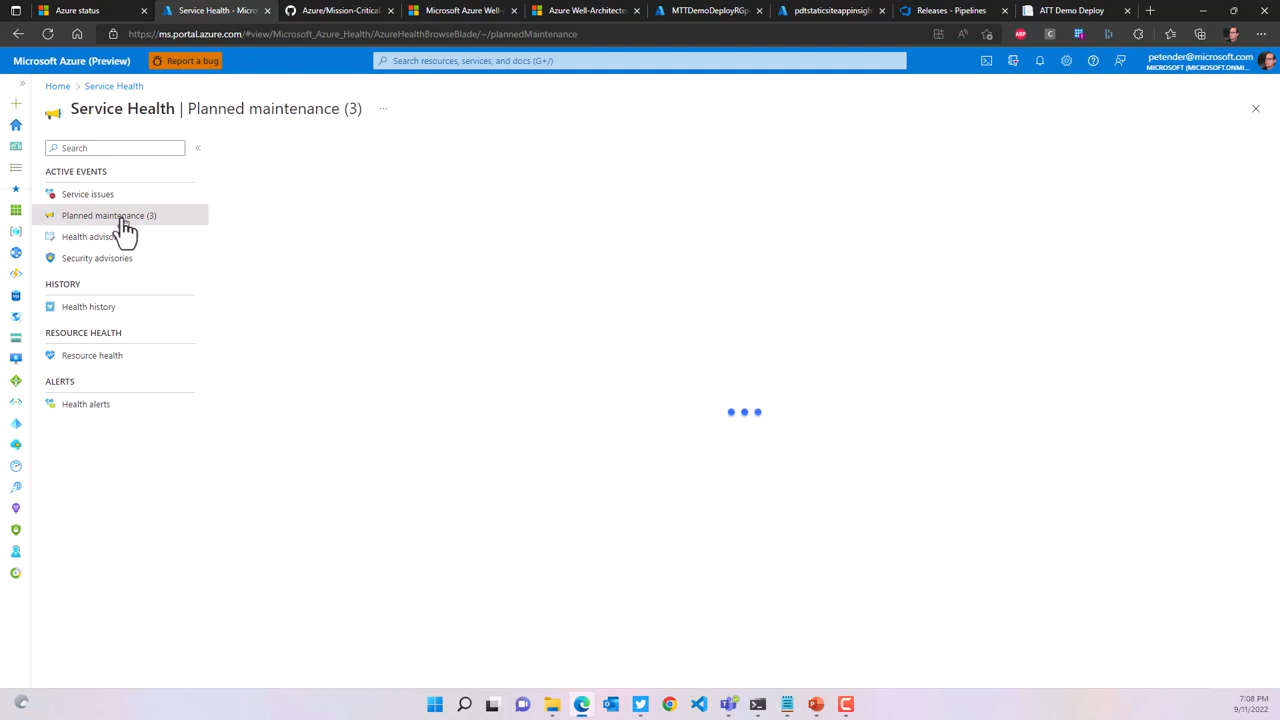 Azure status
Service Health - Micros
Azure/Mission-Critical
Microsoft Azure Well-A
Azure Well-Architecte
MTTDemoDeployRGp
pdtstaticsiteappinsigh
Releases - Pipelines
ATT Demo Deploy
https://ms.portal.azure.com/#view/Microsoft_Azure_Health/AzureHealthBrowseBlade/~/plannedMaintenance
Microsoft Azure (Preview)
Report a bug
Search resources, services, and docs (G+/)
petender@microsoft.com
MICROSOFT (MICROSOFT.ONMI...
Home > Service Health
Service Health | Planned maintenance (3) ...
Search
ACTIVE EVENTS
Service issues
Planned maintenance (3)
Health advis
Security advisories
HISTORY
Health history
RESOURCE HEALTH
Resource health
ALERTS
Health alerts
7:08 PM
9/11/2022